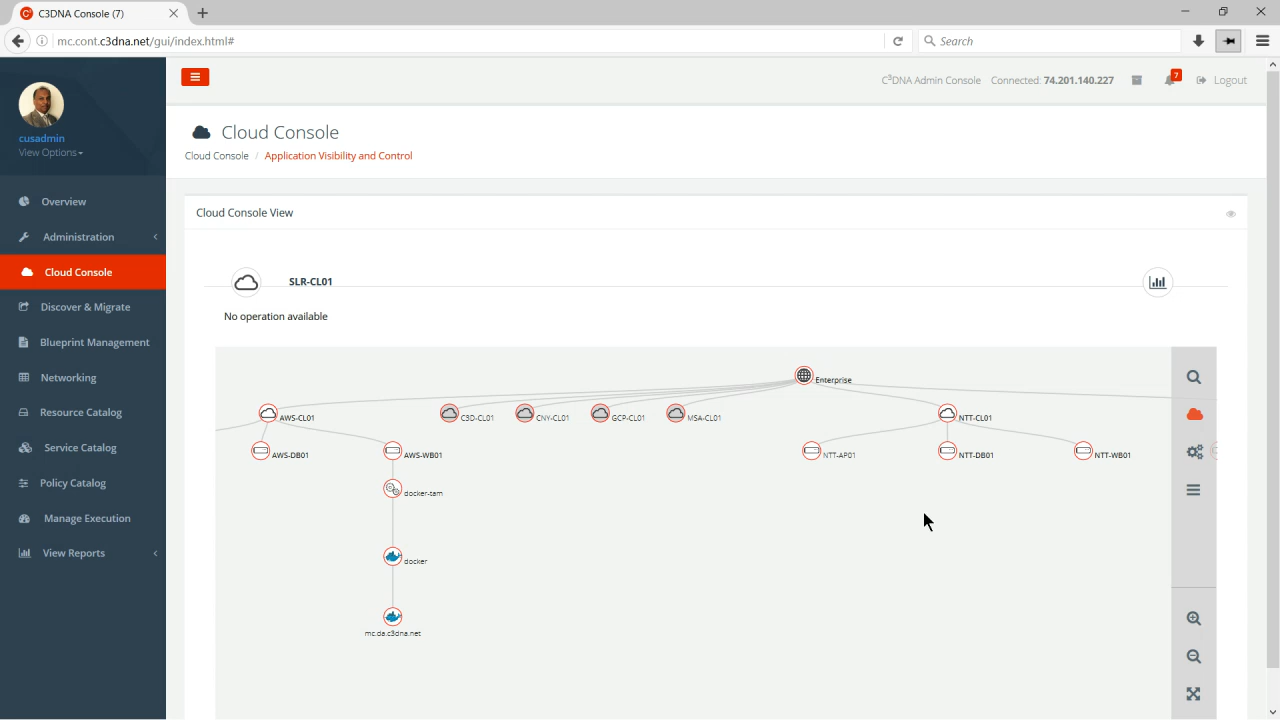 C3DNA Console (7)
mc.cont.c3dna.net/gui/index.html#
Search
cusadmin
View Options
C³DNA Admin Console Connected: 74.201.140.227
7
Logout
Cloud Console
Cloud Console / Application Visibility and Control
Overview
Administration
Cloud Console
Discover & Migrate
Blueprint Management
Networking
Resource Catalog
Service Catalog
Policy Catalog
Manage Execution
View Reports
Cloud Console View
SLR-CL01
No operation available
Enterprise
AWS-CL01
C3D-CL01
CNY-CL01
GCP-CL01
MSA-CL01
NTT-CL01
AWS-DB01
AWS-WB01
NTT-AP01
NTT-DB01
NTT-WB01
docker-tam
docker
mc.da.c3dna.net